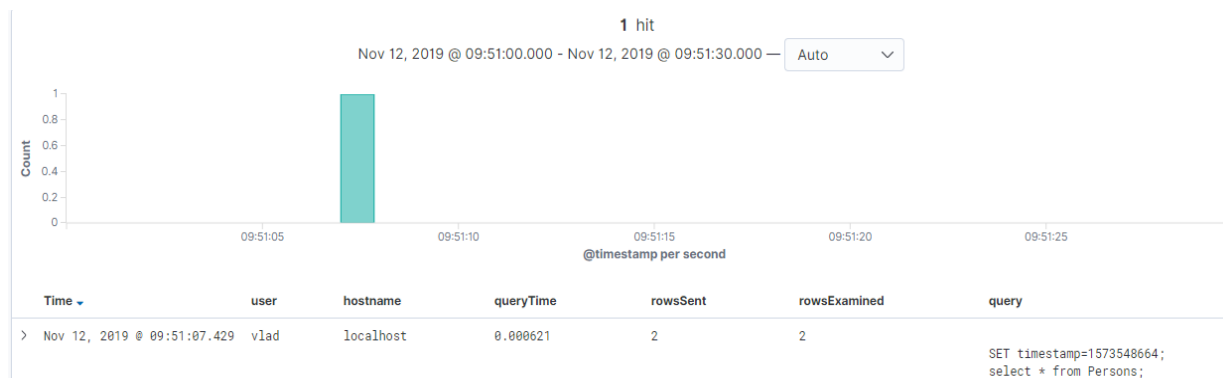 1 hit
Nov 12, 2019 @ 09:51:00.000 - Nov 12, 2019 @ 09:51:30.000 — Auto
1
0.8
0.6
0.4
0.2
0
Count
09:51:05 09:51:10 09:51:15 09:51:20 09:51:25
@timestamp per second
Time user hostname queryTime rowsSent rowsExamined query
> Nov 12, 2019 @ 09:51:07.429 vlad localhost 0.000621 2 2
SET timestamp=1573548664;
select * from Persons;